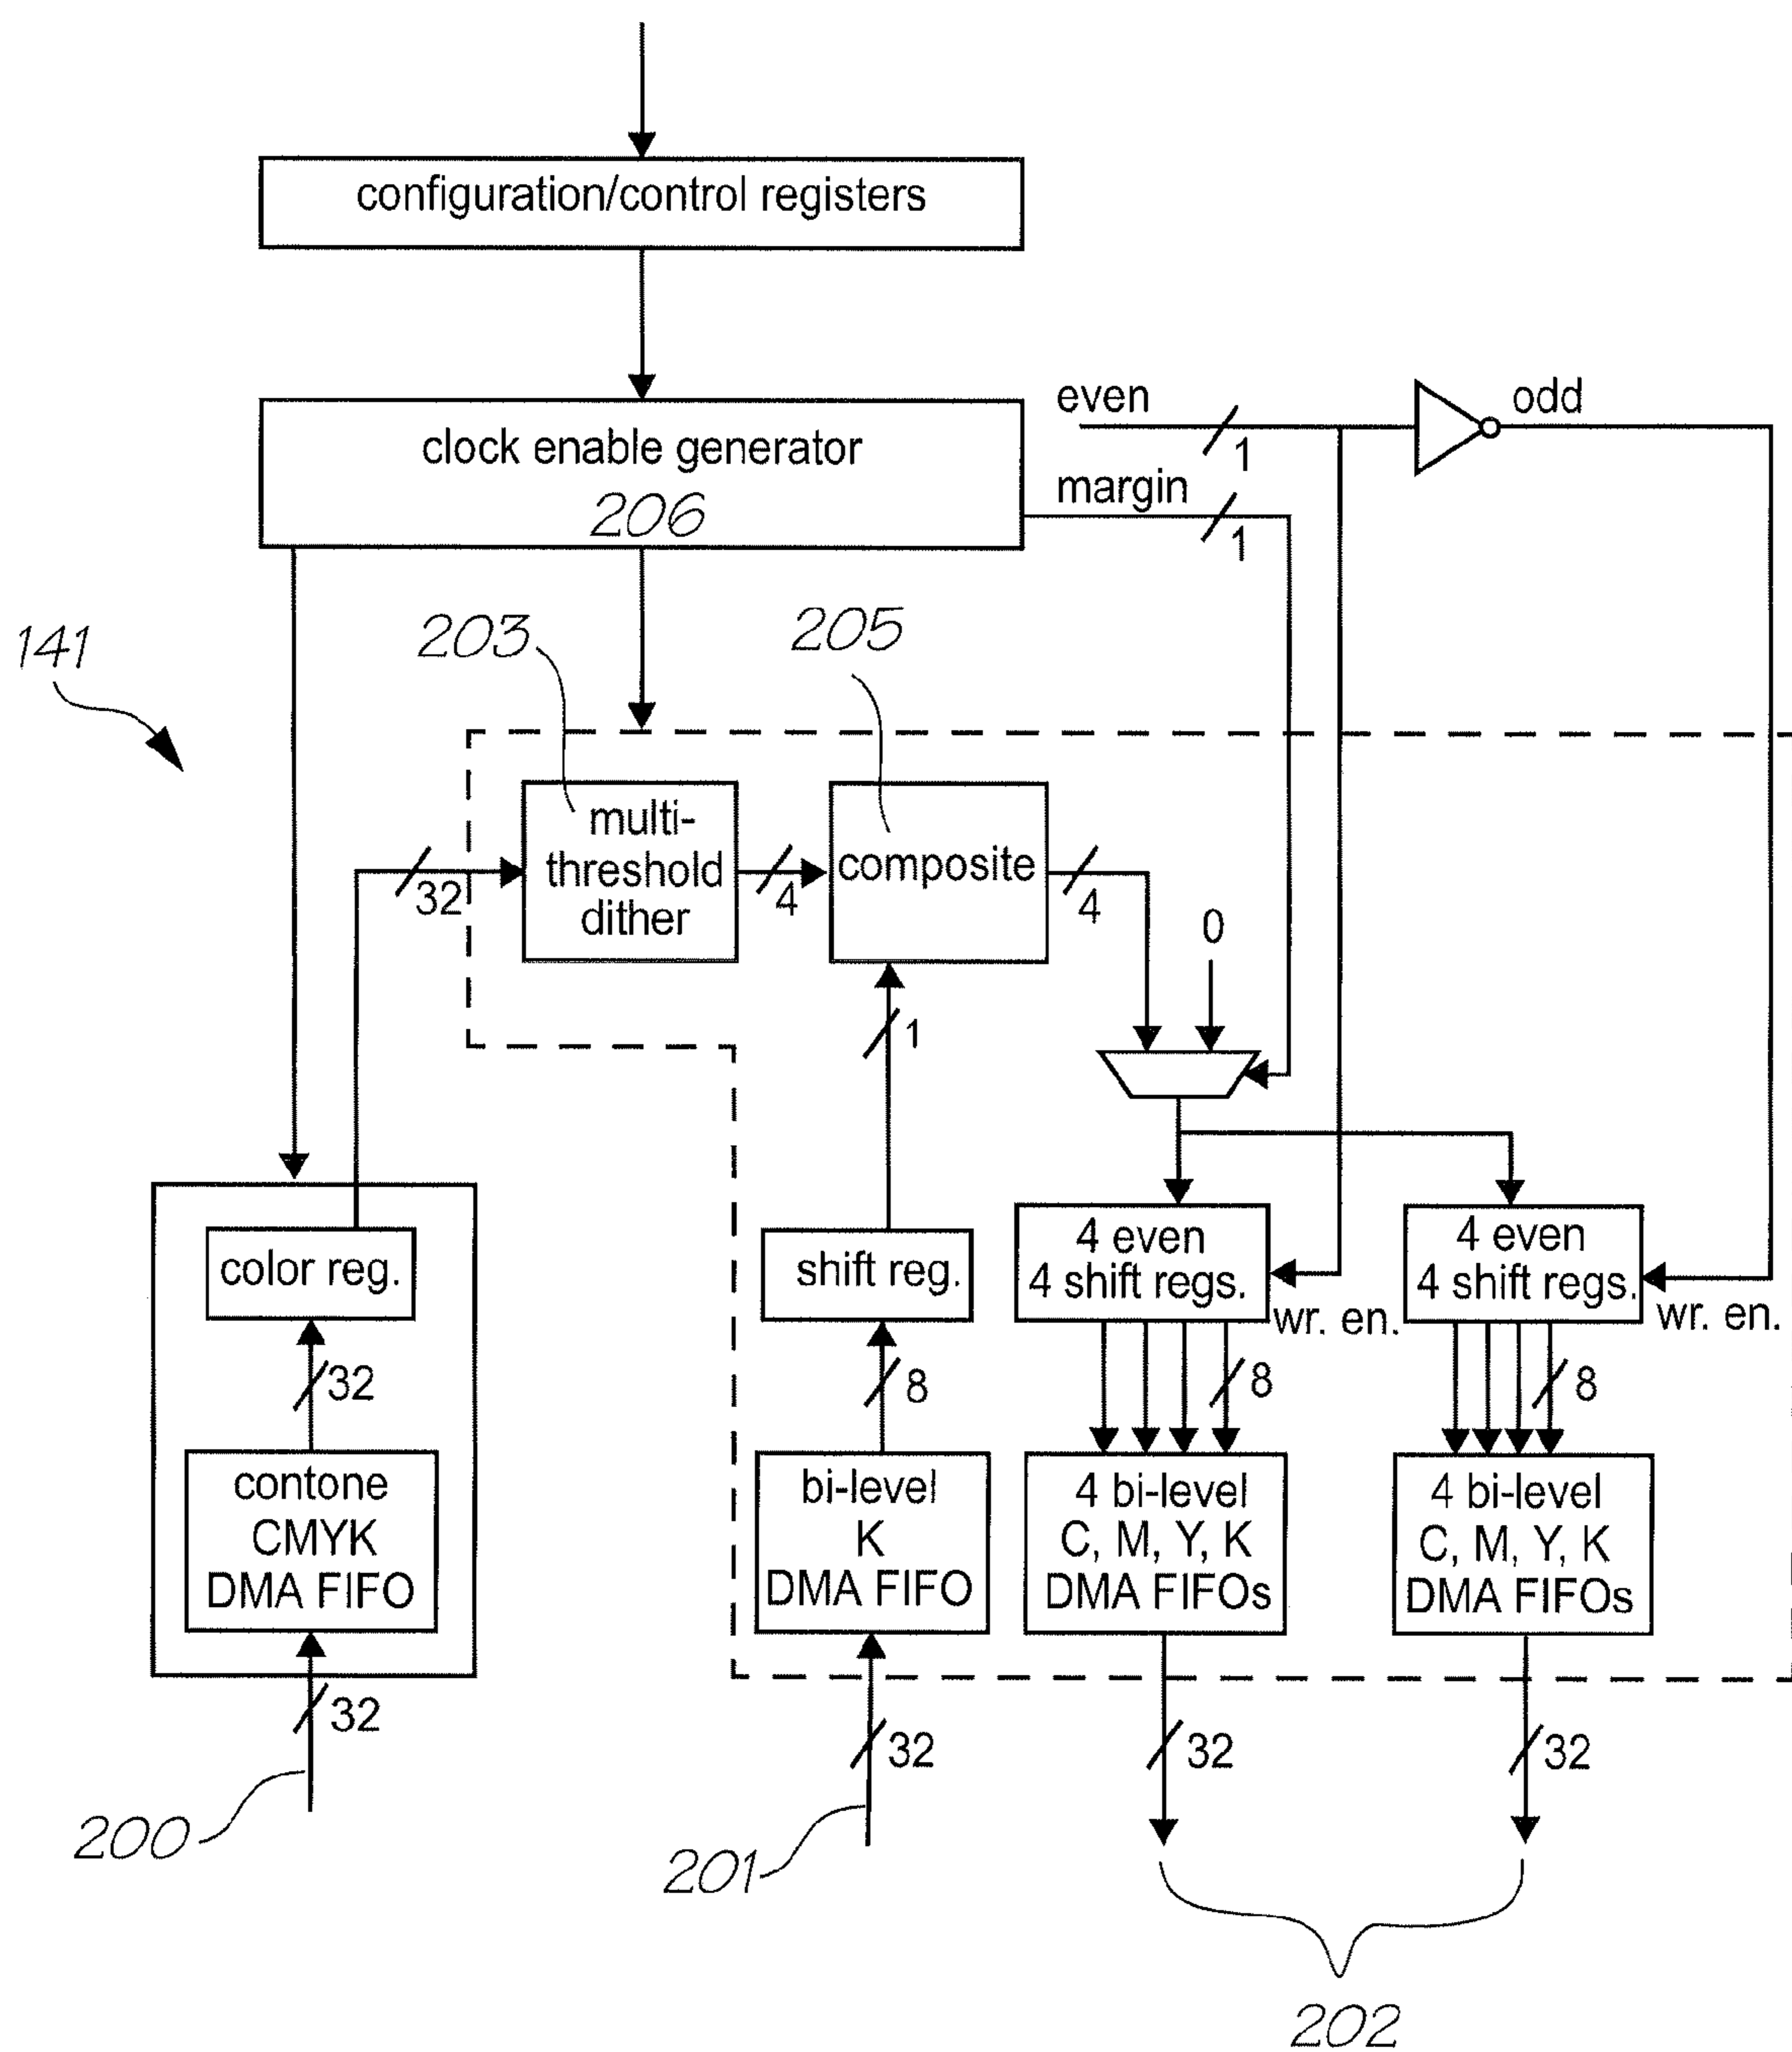 configuration/control registers
even
odd
1
clock enable generator
206
margin
1
141
203
205
multi-
threshold
dither
composite
32
4
4
0
1
color reg.
shift reg.
4 even
4 shift regs.
wr. en.
4 even
4 shift regs.
wr. en.
32
8
8
8
contone
CMYK
DMA FIFO
bi-level
K
DMA FIFO
4 bi-level
C, M, Y, K
DMA FIFOs
4 bi-level
C, M, Y, K
DMA FIFOs
32
32
32
32
200
201
202